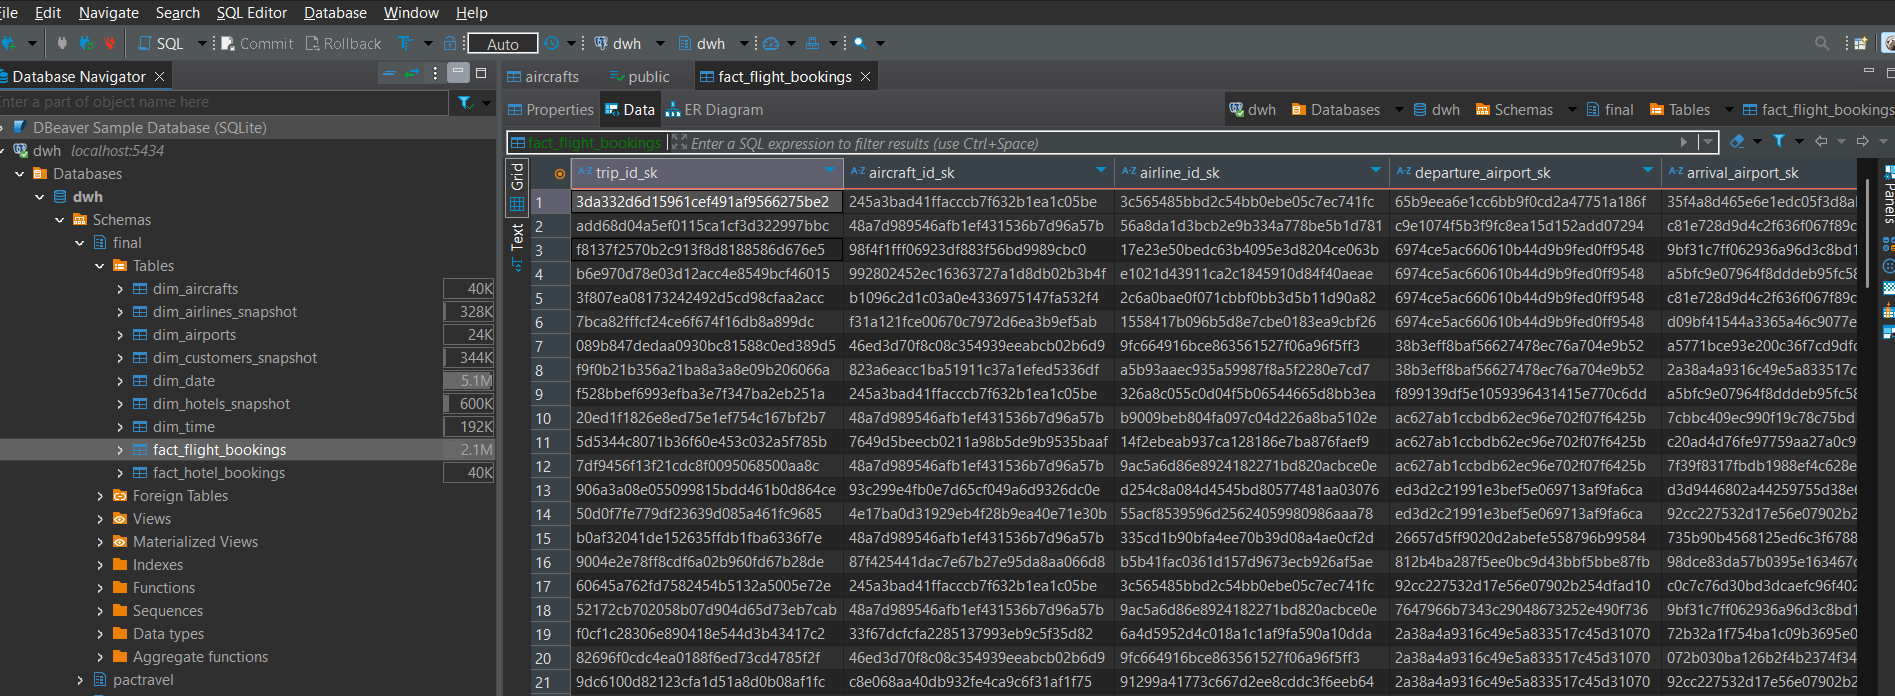 File Edit Navigate Search SQL Editor Database Window Help
SQL Commit Rollback Auto dwh dwh
Database Navigator
Enter a part of object name here
DBeaver Sample Database (SQLite)
dwh localhost:5434
Databases
dwh
Schemas
final
Tables
dim_aircrafts 40K
dim_airlines_snapshot 328K
dim_airports 24K
dim_customers_snapshot 344K
dim_date 5.1M
dim_hotels_snapshot 600K
dim_time 192K
fact_flight_bookings 2.1M
fact_hotel_bookings 40K
Foreign Tables
Views
Materialized Views
Indexes
Functions
Sequences
Data types
Aggregate functions
pactravel
aircrafts public fact_flight_bookings
Properties Data ER Diagram dwh Databases dwh Schemas final Tables fact_flight_bookings
fact_flight_bookings Enter a SQL expression to filter results (use Ctrl+Space)
Grid
Text
Panels
A-Z trip_id_sk A-Z aircraft_id_sk A-Z airline_id_sk A-Z departure_airport_sk A-Z arrival_airport_sk
1 3da332d6d15961cef491af9566275be2 245a3bad41ffacccb7f632b1ea1c05be 3c565485bbd2c54bb0ebe05c7ec741fc 65b9eea6e1cc6bb9f0cd2a47751a186f 35f4a8d465e6e1edc05f3d8a
2 add68d04a5ef0115ca1cf3d322997bbc 48a7d989546afb1ef431536b7d96a57b 56a8da1d3bcb2e9b334a778be5b1d781 c9e1074f5b3f9fc8ea15d152add07294 c81e728d9d4c2f636f067f89c
3 f8137f2570b2c913f8d8188586d676e5 98f4f1fff06923df883f56bd9989cbc0 17e23e50bedc63b4095e3d8204ce063b 6974ce5ac660610b44d9b9fed0ff9548 9bf31c7ff062936a96d3c8bd1
4 b6e970d78e03d12acc4e8549bcf46015 992802452ec16363727a1d8db02b3b4f e1021d43911ca2c1845910d84f40aeae 6974ce5ac660610b44d9b9fed0ff9548 a5bfc9e07964f8dddeb95fc58
5 3f807ea08173242492d5cd98cfaa2acc b1096c2d1c03a0e4336975147fa532f4 2c6a0bae0f071cbbf0bb3d5b11d90a82 6974ce5ac660610b44d9b9fed0ff9548 c81e728d9d4c2f636f067f89c
6 7bca82fffcf24ce6f674f16db8a899dc f31a121fce00670c7972d6ea3b9ef5ab 1558417b096b5d8e7cbe0183ea9cbf26 6974ce5ac660610b44d9b9fed0ff9548 d09bf41544a3365a46c9077e
7 089b847dedaa0930bc81588c0ed389d5 46ed3d70f8c08c354939eeabcb02b6d9 9fc664916bce863561527f06a96f5ff3 38b3eff8baf56627478ec76a704e9b52 a5771bce93e200c36f7cd9dfc
8 f9f0b21b356a21ba8a3a8e09b206066a 823a6eacc1ba51911c37a1efed5336df a5b93aaec935a59987f8a5f2280e7cd7 38b3eff8baf56627478ec76a704e9b52 2a38a4a9316c49e5a833517c
9 f528bbef6993efba3e7f347ba2eb251a 245a3bad41ffacccb7f632b1ea1c05be 326a8c055c0d04f5b06544665d8bb3ea f899139df5e1059396431415e770c6dd a5bfc9e07964f8dddeb95fc58
10 20ed1f1826e8ed75e1ef754c167bf2b7 48a7d989546afb1ef431536b7d96a57b b9009beb804fa097c04d226a8ba5102e ac627ab1ccbdb62ec96e702f07f6425b 7cbbc409ec990f19c78c75bd
11 5d5344c8071b36f60e453c032a5f785b 7649d5beecb0211a98b5de9b9535baaf 14f2ebeab937ca128186e7ba876faef9 ac627ab1ccbdb62ec96e702f07f6425b c20ad4d76fe97759aa27a0c9
12 7df9456f13f21cdc8f0095068500aa8c 48a7d989546afb1ef431536b7d96a57b 9ac5a6d86e8924182271bd820acbce0e ac627ab1ccbdb62ec96e702f07f6425b 7f39f8317fbdb1988ef4c628e
13 906a3a08e055099815bdd461b0d864ce 93c299e4fb0e7d65cf049a6d9326dc0e d254c8a084d4545bd80577481aa03076 ed3d2c21991e3bef5e069713af9fa6ca d3d9446802a44259755d38e6
14 50d0f7fe779df23639d085a461fc9685 4e17ba0d31929eb4f28b9ea40e71e30b 55acf8539596d25624059980986aaa78 ed3d2c21991e3bef5e069713af9fa6ca 92cc227532d17e56e07902b2
15 b0af32041de152635ffdb1fba6336f7e 48a7d989546afb1ef431536b7d96a57b 335cd1b90bfa4ee70b39d08a4ae0cf2d 26657d5ff9020d2abefe558796b99584 735b90b4568125ed6c3f6788
16 9004e2e78ff8cdf6a02b960fd67b28de 87f425441dac7e67b27e95da8aa066d8 b5b41fac0361d157d9673ecb926af5ae 812b4ba287f5ee0bc9d43bbf5bbe87fb 98dce83da57b0395e163467c
17 60645a762fd7582454b5132a5005e72e 245a3bad41ffacccb7f632b1ea1c05be 3c565485bbd2c54bb0ebe05c7ec741fc 92cc227532d17e56e07902b254dfad10 c0c7c76d30bd3dcaefc96f402
18 52172cb702058b07d904d65d73eb7cab 48a7d989546afb1ef431536b7d96a57b 9ac5a6d86e8924182271bd820acbce0e 7647966b7343c29048673252e490f736 9bf31c7ff062936a96d3c8bd1
19 f0cf1c28306e890418e544d3b43417c2 33f67dcfcfa2285137993eb9c5f35d82 6a4d5952d4c018a1c1af9fa590a10dda 2a38a4a9316c49e5a833517c45d31070 72b32a1f754ba1c09b3695e0
20 82696f0cdc4ea0188f6ed73cd4785f2f 46ed3d70f8c08c354939eeabcb02b6d9 9fc664916bce863561527f06a96f5ff3 2a38a4a9316c49e5a833517c45d31070 072b030ba126b2f4b2374f34
21 9dc6100d82123cfa1d51a8d0b08af1fc c8e068aa40db932fe4ca9c6f31af1f75 91299a41773c667d2ee8cddc3f6eeb64 2a38a4a9316c49e5a833517c45d31070 92cc227532d17e56e07902b2